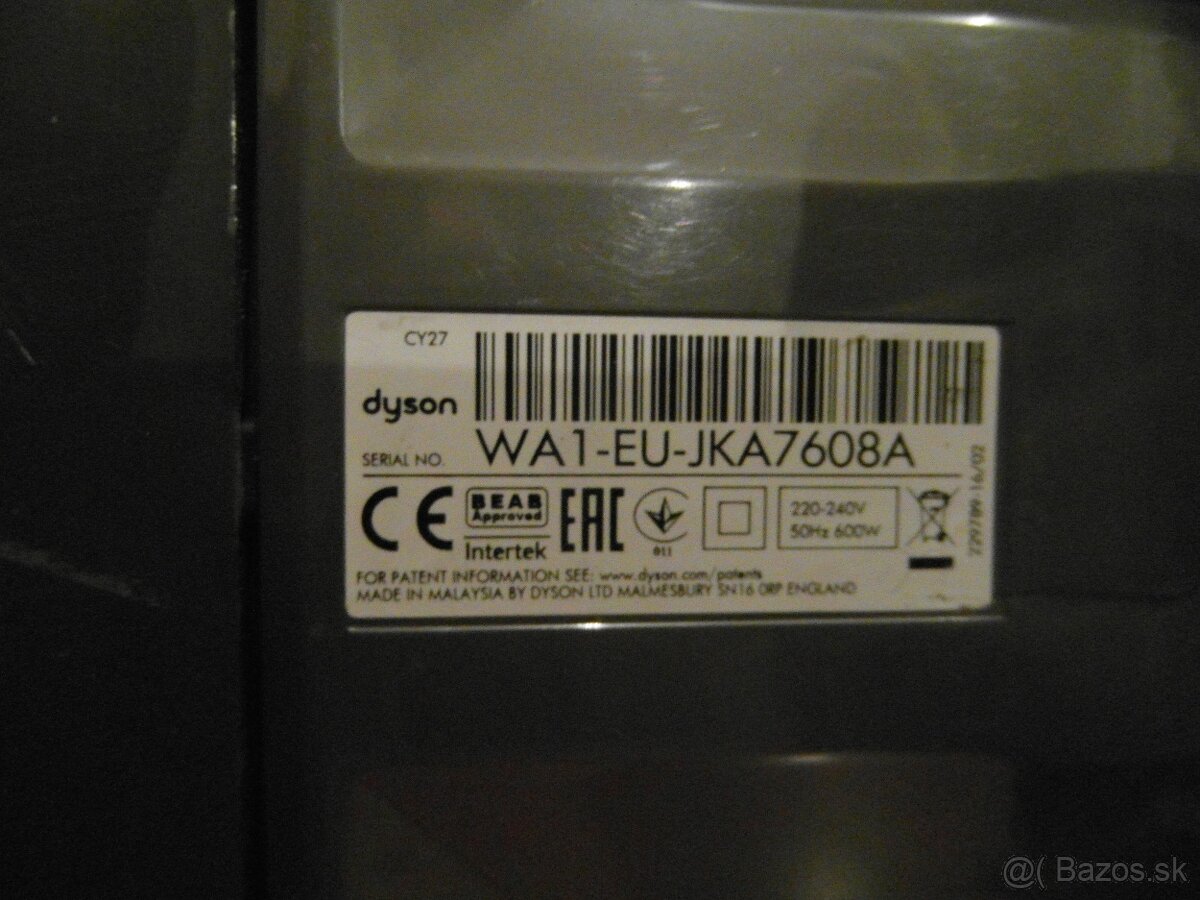 CY27
dyson
SERIAL NO. WA1-EU-JKA7608A
CE BEAB Approved Intertek EAC 011 220-240V
50Hz 600W
FOR PATENT INFORMATION SEE: www.dyson.com/patents
MADE IN MALAYSIA BY DYSON LTD MALMESBURY SN16 0RP ENGLAND
@( Bazos.sk